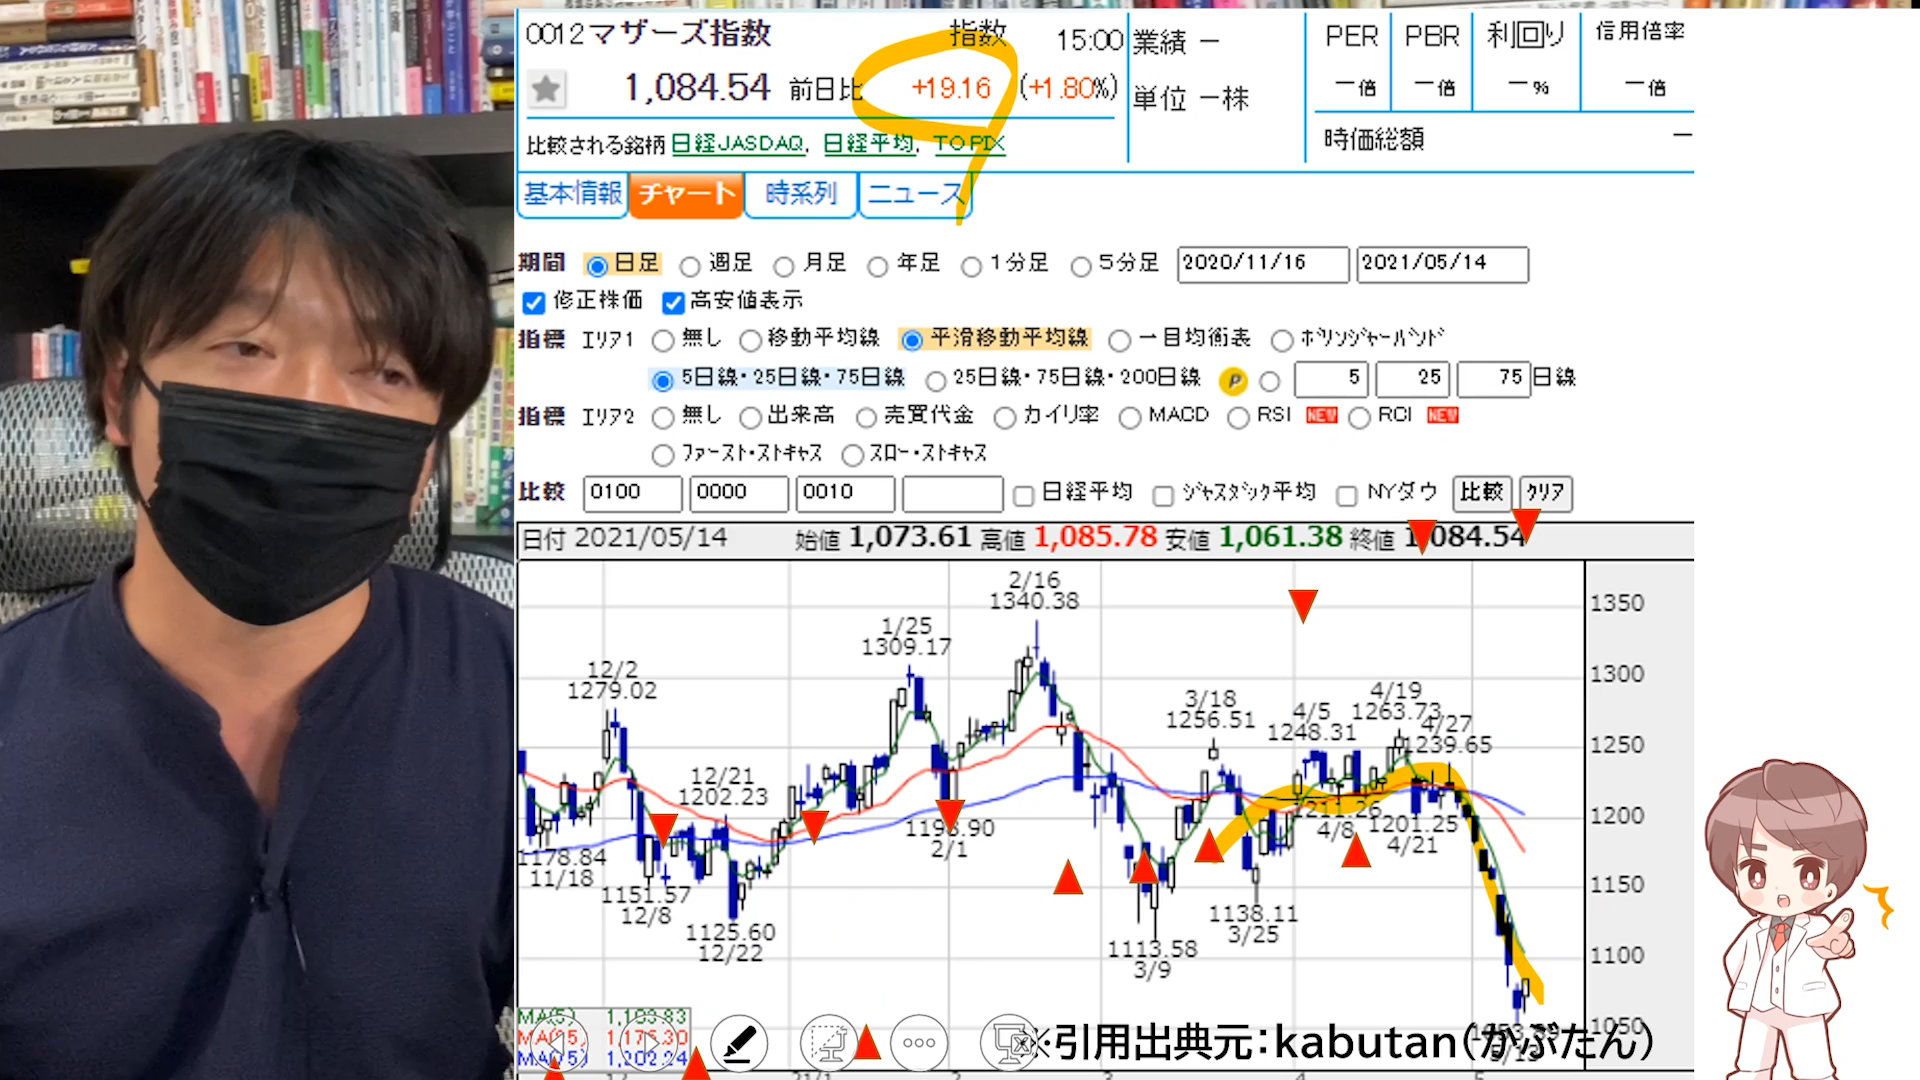 0012マザーズ指数 指数 15:00
1,084.54 前日比 +19.16 (+1.80%)
比較される銘柄 日経JASDAQ, 日経平均, TOPIX
業績 ー
単位 ー株
PER PBR 利回り 信用倍率
ー倍 ー倍 ー% ー倍
時価総額 ー
基本情報 チャート 時系列 ニュース
期間 日足 週足 月足 年足 1分足 5分足 2020/11/16 2021/05/14
修正株価 高安値表示
指標 エリア1 無し 移動平均線 平滑移動平均線 一目均衡表 ボリンジャーバンド
5日線・25日線・75日線 25日線・75日線・200日線 P 5 25 75 日線
指標 エリア2 無し 出来高 売買代金 カイリ率 MACD RSI NEW RCI NEW
ファースト・ストキャス スロー・ストキャス
比較 0100 0000 0010 日経平均 ジャスダック平均 NYダウ 比較 クリア
日付 2021/05/14 始値 1,073.61 高値 1,085.78 安値 1,061.38 終値 1,084.54
2/16
1340.38
1/25
1309.17
12/2
1279.02
3/18
1256.51
4/5
1248.31
4/19
1263.73
4/27
1239.65
12/21
1202.23
1178.84
11/18
1151.57
12/8
1125.60
12/22
2/1
1113.58
3/9
1138.11
3/25
1211.26
4/8
1201.25
4/21
1350
1300
1250
1200
1150
1100
1050
※引用出典元：kabutan（かぶたん）